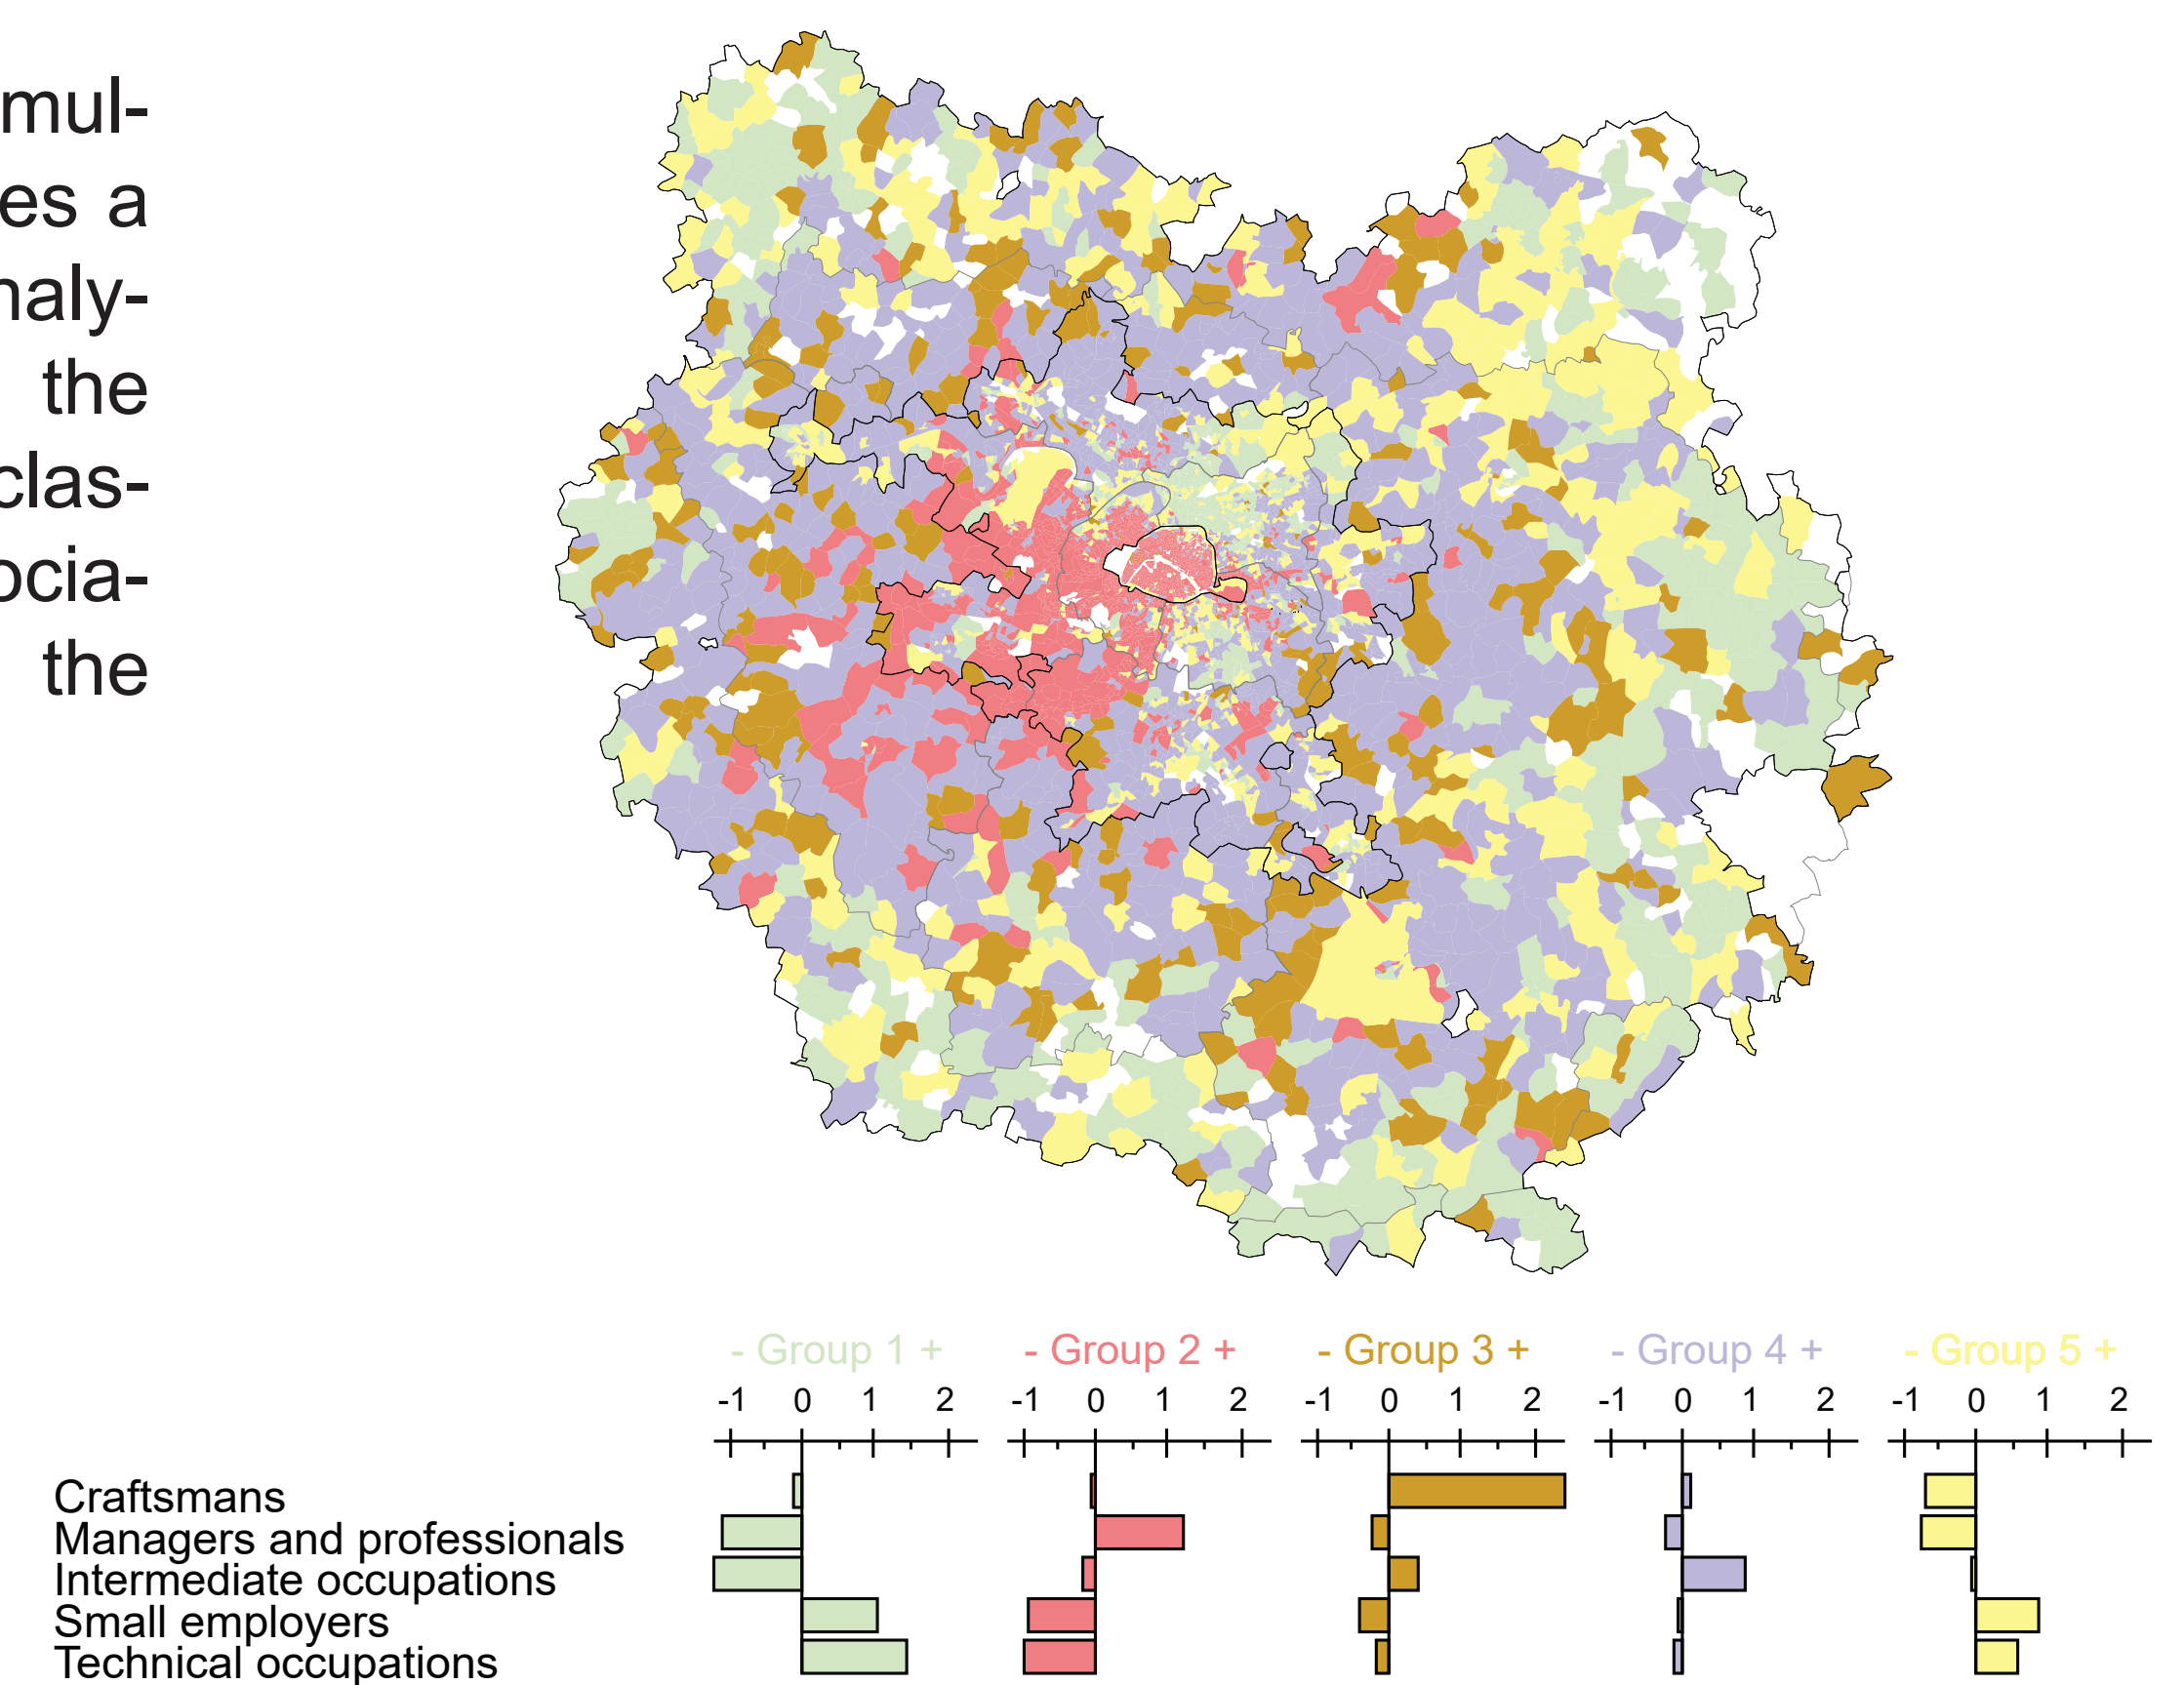 mul-
es a
naly-
the
clas-
ocia-
the
- Group 1 + - Group 2 + - Group 3 + - Group 4 + - Group 5 +
-1 0 1 2 -1 0 1 2 -1 0 1 2 -1 0 1 2 -1 0 1 2
Craftsmans
Managers and professionals
Intermediate occupations
Small employers
Technical occupations